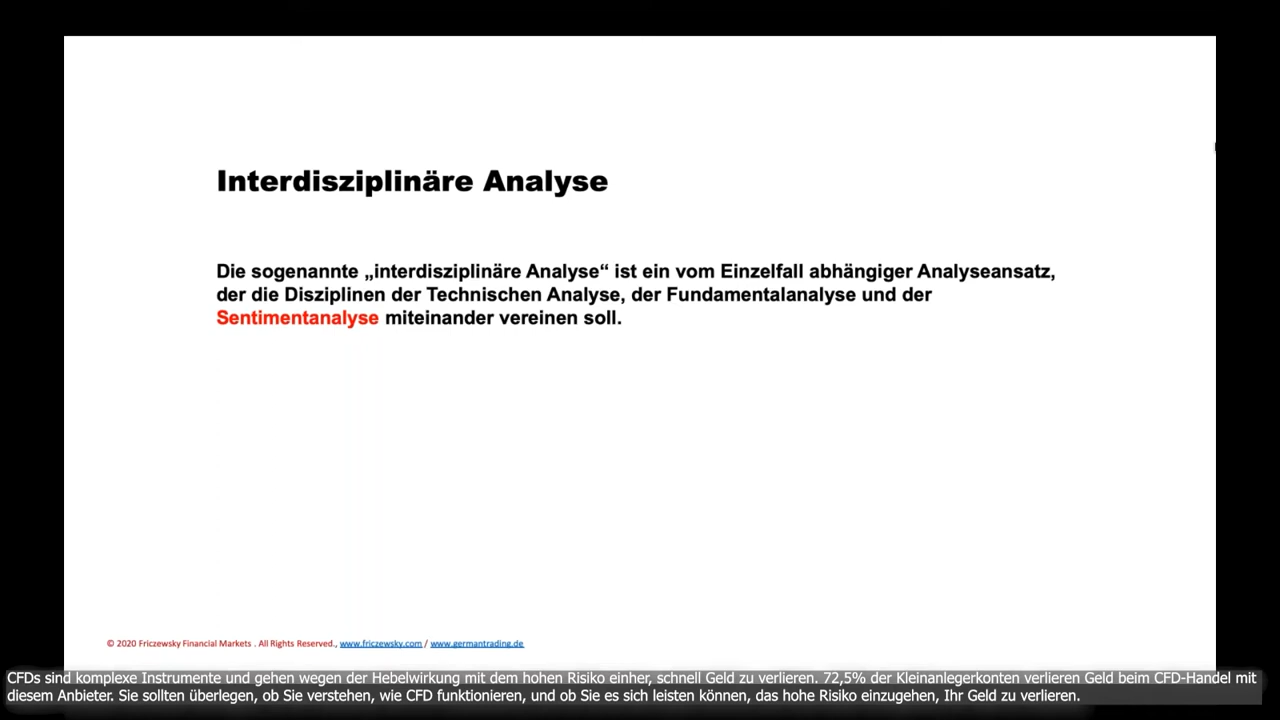 Interdisziplinäre Analyse
Die sogenannte „interdisziplinäre Analyse“ ist ein vom Einzelfall abhängiger Analyseansatz,
der die Disziplinen der Technischen Analyse, der Fundamentalanalyse und der
Sentimentanalyse miteinander vereinen soll.
© 2020 Friczewsky Financial Markets . All Rights Reserved., www.friczewsky.com / www.germantrading.de
CFDs sind komplexe Instrumente und gehen wegen der Hebelwirkung mit dem hohen Risiko einher, schnell Geld zu verlieren. 72,5% der Kleinanlegerkonten verlieren Geld beim CFD-Handel mit
diesem Anbieter. Sie sollten überlegen, ob Sie verstehen, wie CFD funktionieren, und ob Sie es sich leisten können, das hohe Risiko einzugehen, Ihr Geld zu verlieren.